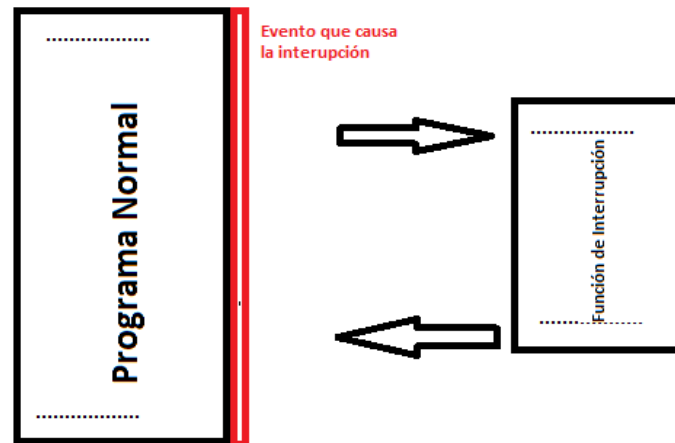 ..................
Evento que causa
la interupción
Programa Normal
..................
..................
Función de Interrupción
..................